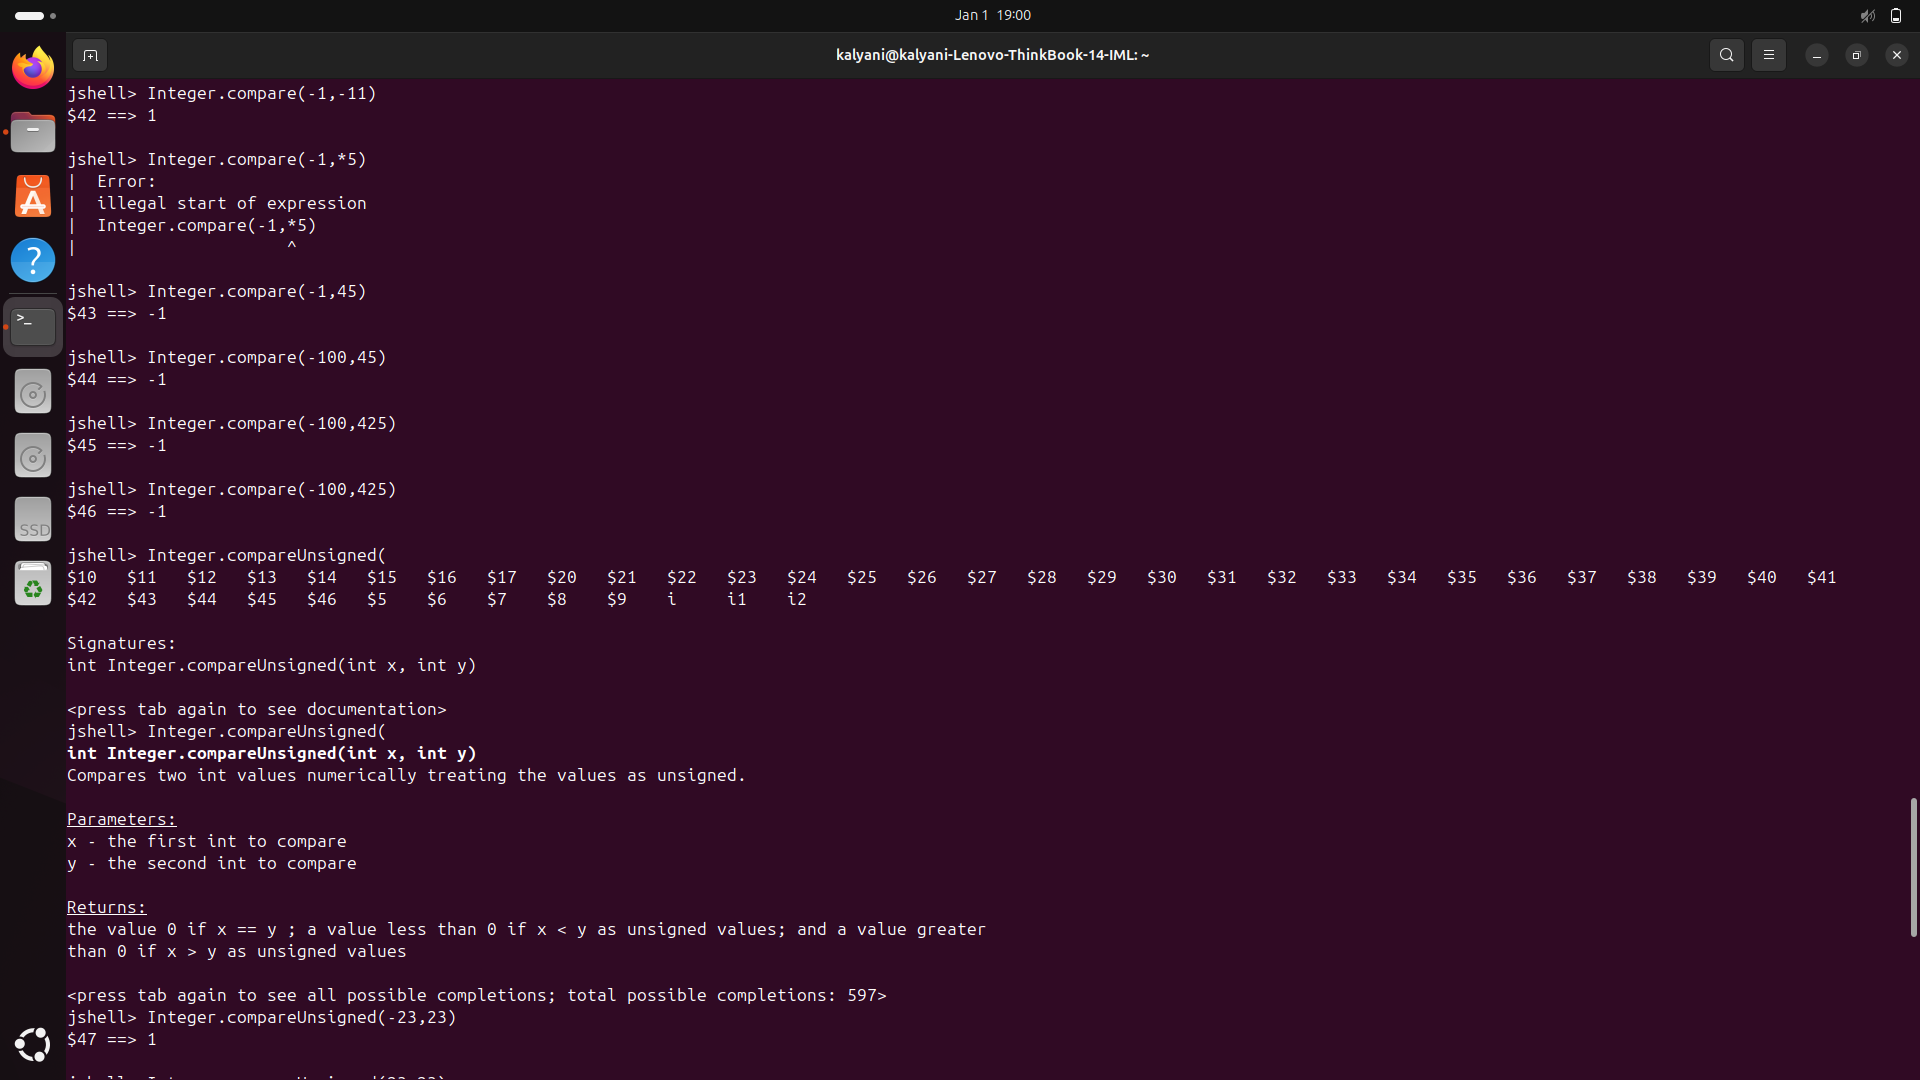 Jan 1 19:00
kalyani@kalyani-Lenovo-ThinkBook-14-IML: ~
jshell> Integer.compare(-1,-11)
$42 ==> 1
jshell> Integer.compare(-1,*5)
| Error:
| illegal start of expression
| Integer.compare(-1,*5)
| ^
jshell> Integer.compare(-1,45)
$43 ==> -1
jshell> Integer.compare(-100,45)
$44 ==> -1
jshell> Integer.compare(-100,425)
$45 ==> -1
jshell> Integer.compare(-100,425)
$46 ==> -1
jshell> Integer.compareUnsigned(
$10 $11 $12 $13 $14 $15 $16 $17 $20 $21 $22 $23 $24 $25 $26 $27 $28 $29 $30 $31 $32 $33 $34 $35 $36 $37 $38 $39 $40 $41
$42 $43 $44 $45 $46 $5 $6 $7 $8 $9 i i1 i2
Signatures:
int Integer.compareUnsigned(int x, int y)
<press tab again to see documentation>
jshell> Integer.compareUnsigned(
int Integer.compareUnsigned(int x, int y)
Compares two int values numerically treating the values as unsigned.
Parameters:
x - the first int to compare
y - the second int to compare
Returns:
the value 0 if x == y ; a value less than 0 if x < y as unsigned values; and a value greater
than 0 if x > y as unsigned values
<press tab again to see all possible completions; total possible completions: 597>
jshell> Integer.compareUnsigned(-23,23)
$47 ==> 1
SSD